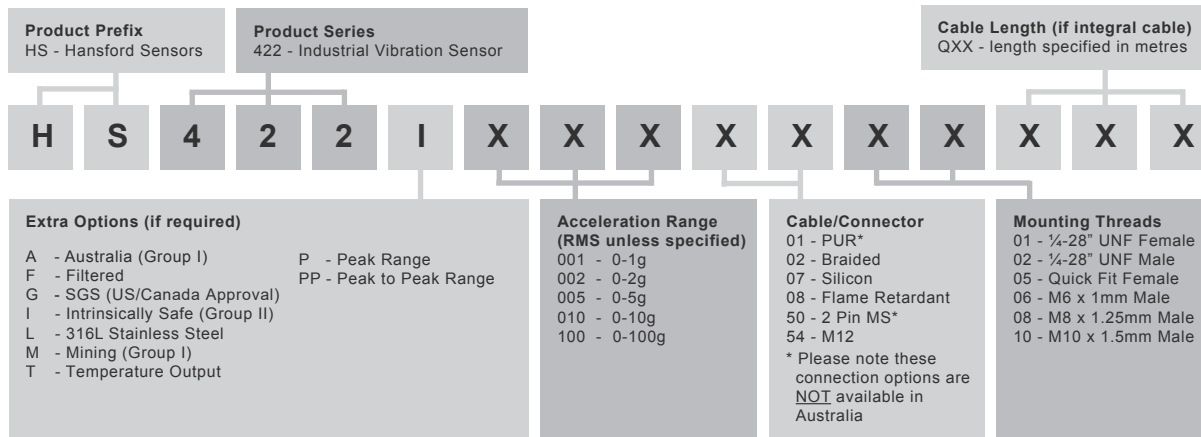 Product Prefix
HS - Hansford Sensors
Product Series
422 - Industrial Vibration Sensor
Cable Length (if integral cable)
QXX - length specified in metres
H S 4 2 2 I X X X X X X X X X X
Extra Options (if required)
A - Australia (Group I)
F - Filtered
G - SGS (US/Canada Approval)
I - Intrinsically Safe (Group II)
L - 316L Stainless Steel
M - Mining (Group I)
T - Temperature Output
P - Peak Range
PP - Peak to Peak Range
Acceleration Range
(RMS unless specified)
001 - 0-1g
002 - 0-2g
005 - 0-5g
010 - 0-10g
100 - 0-100g
Cable/Connector
01 - PUR*
02 - Braided
07 - Silicon
08 - Flame Retardant
50 - 2 Pin MS*
54 - M12
* Please note these
connection options are
NOT available in
Australia
Mounting Threads
01 - ¼-28” UNF Female
02 - ¼-28” UNF Male
05 - Quick Fit Female
06 - M6 x 1mm Male
08 - M8 x 1.25mm Male
10 - M10 x 1.5mm Male